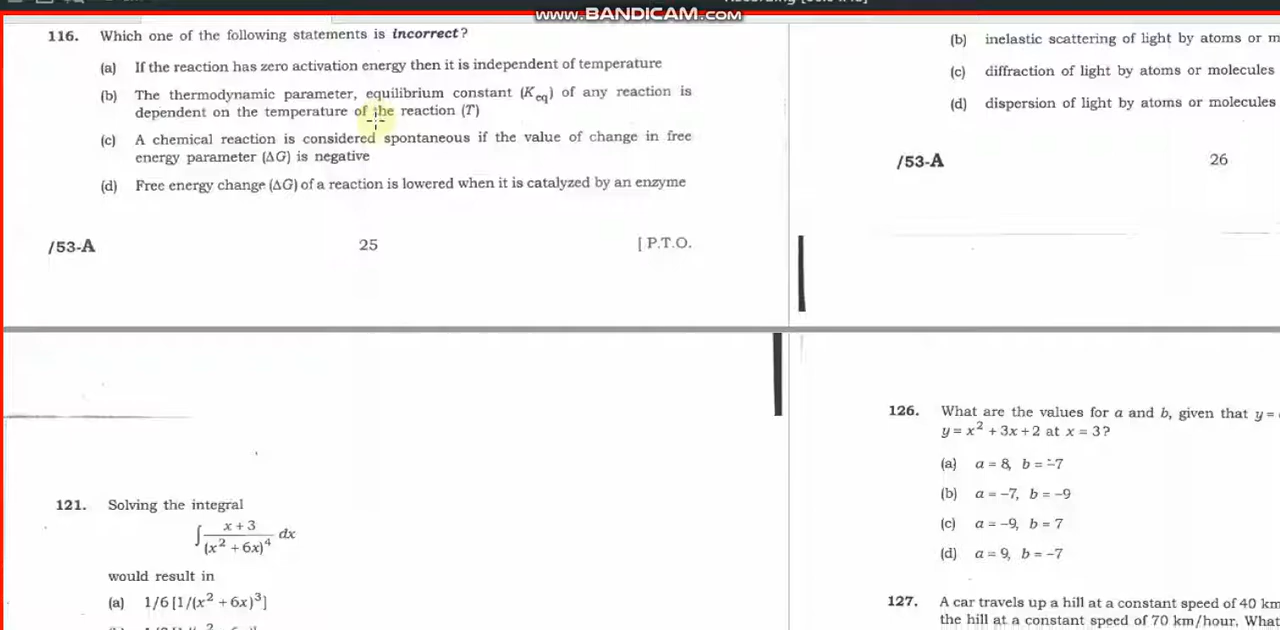 www.BANDICAM.com
116. Which one of the following statements is incorrect?
(a) If the reaction has zero activation energy then it is independent of temperature
(b) The thermodynamic parameter, equilibrium constant (Keq) of any reaction is
dependent on the temperature of the reaction (T)
(c) A chemical reaction is considered spontaneous if the value of change in free
energy parameter (ΔG) is negative
(d) Free energy change (ΔG) of a reaction is lowered when it is catalyzed by an enzyme
/53-A 25 [ P.T.O.
(b) inelastic scattering of light by atoms or
(c) diffraction of light by atoms or molecules
(d) dispersion of light by atoms or molecules
/53-A 26
121. Solving the integral
∫ x + 3 / (x² + 6x)⁴ dx
would result in
(a) 1/6 [1/(x² + 6x)³]
126. What are the values for a and b, given that y =
y = x² + 3x + 2 at x = 3?
(a) a = 8, b = -7
(b) a = -7, b = -9
(c) a = -9, b = 7
(d) a = 9, b = -7
127. A car travels up a hill at a constant speed of 40 km
the hill at a constant speed of 70 km/hour. What